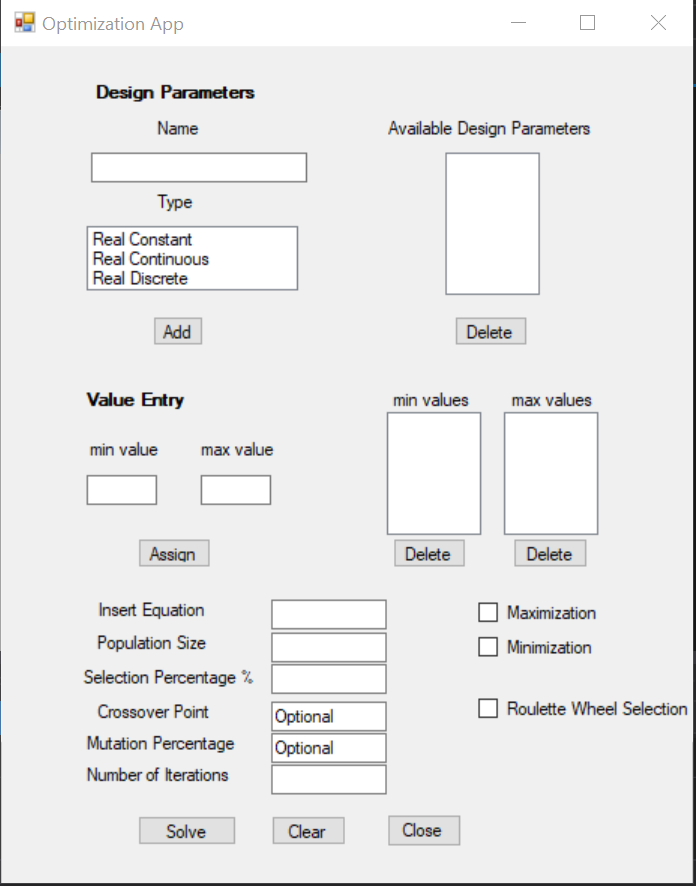 Optimization App
Design Parameters
Name
Available Design Parameters
Type
Real Constant
Real Continuous
Real Discrete
Add
Delete
Value Entry
min values
max values
min value
max value
Assign
Delete
Delete
Insert Equation
Maximization
Population Size
Minimization
Selection Percentage %
Crossover Point
Optional
Roulette Wheel Selection
Mutation Percentage
Optional
Number of Iterations
Solve
Clear
Close